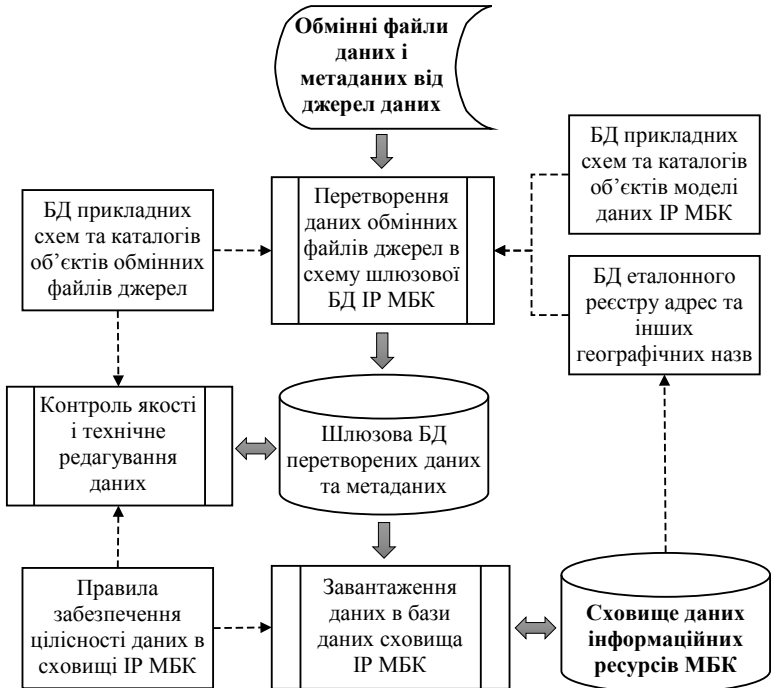 Обмінні файли
даних і
метаданих від
джерел даних
БД прикладних
схем та каталогів
об’єктів моделі
даних ІР МБК
БД прикладних
схем та каталогів
об’єктів обмінних
файлів джерел
Перетворення
даних обмінних
файлів джерел в
схему шлюзової
БД ІР МБК
БД еталонного
реєстру адрес та
інших
географічних назв
Контроль якості
і технічне
редагування
даних
Шлюзова БД
перетворених даних
та метаданих
Правила
забезпечення
цілісності даних в
сховищі ІР МБК
Завантаження
даних в бази
даних сховища
ІР МБК
Сховище даних
інформаційних
ресурсів МБК